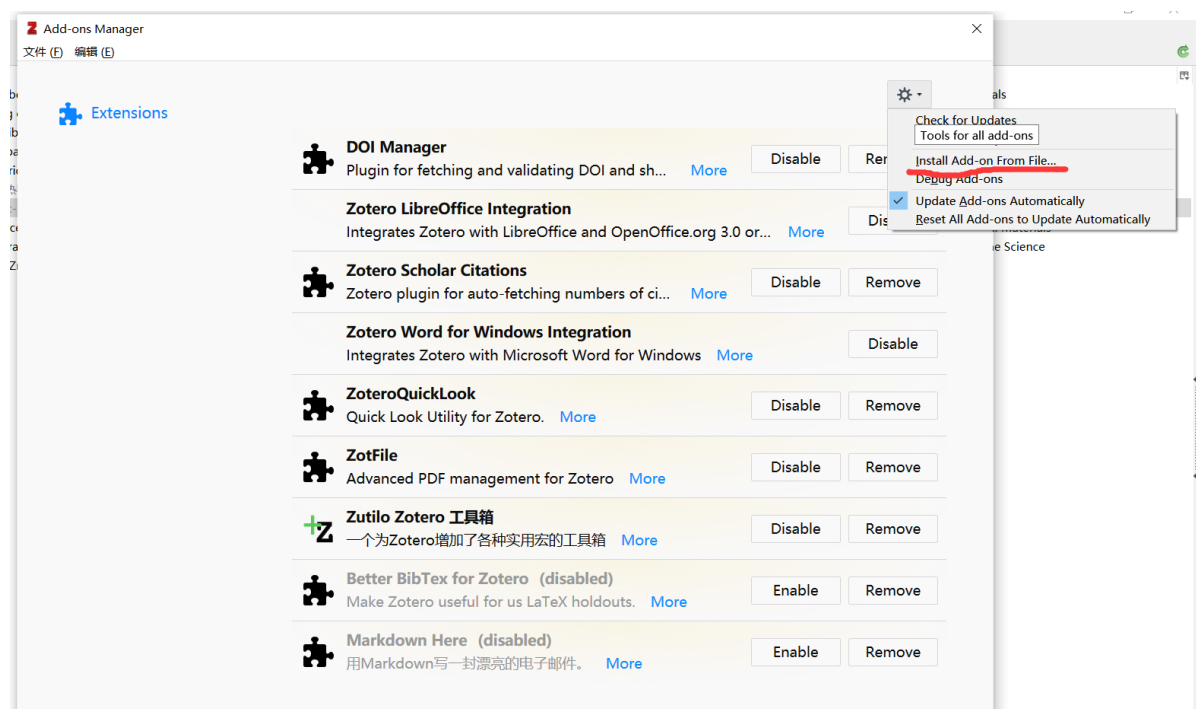 Add-ons Manager
文件 (F) 编辑 (E)
Extensions
Check for Updates
Tools for all add-ons
Install Add-on From File...
Debug Add-ons
Update Add-ons Automatically
Reset All Add-ons to Update Automatically
e Science
DOI Manager
Plugin for fetching and validating DOI and sh... More
Disable
Zotero LibreOffice Integration
Integrates Zotero with LibreOffice and OpenOffice.org 3.0 or... More
Zotero Scholar Citations
Zotero plugin for auto-fetching numbers of ci... More
Disable Remove
Zotero Word for Windows Integration
Integrates Zotero with Microsoft Word for Windows More
Disable
ZoteroQuickLook
Quick Look Utility for Zotero. More
Disable Remove
ZotFile
Advanced PDF management for Zotero More
Disable Remove
Zutilo Zotero 工具箱
一个为Zotero增加了各种实用宏的工具箱 More
Disable Remove
Better BibTex for Zotero (disabled)
Make Zotero useful for us LaTeX holdouts. More
Enable Remove
Markdown Here (disabled)
用Markdown写一封漂亮的电子邮件。 More
Enable Remove